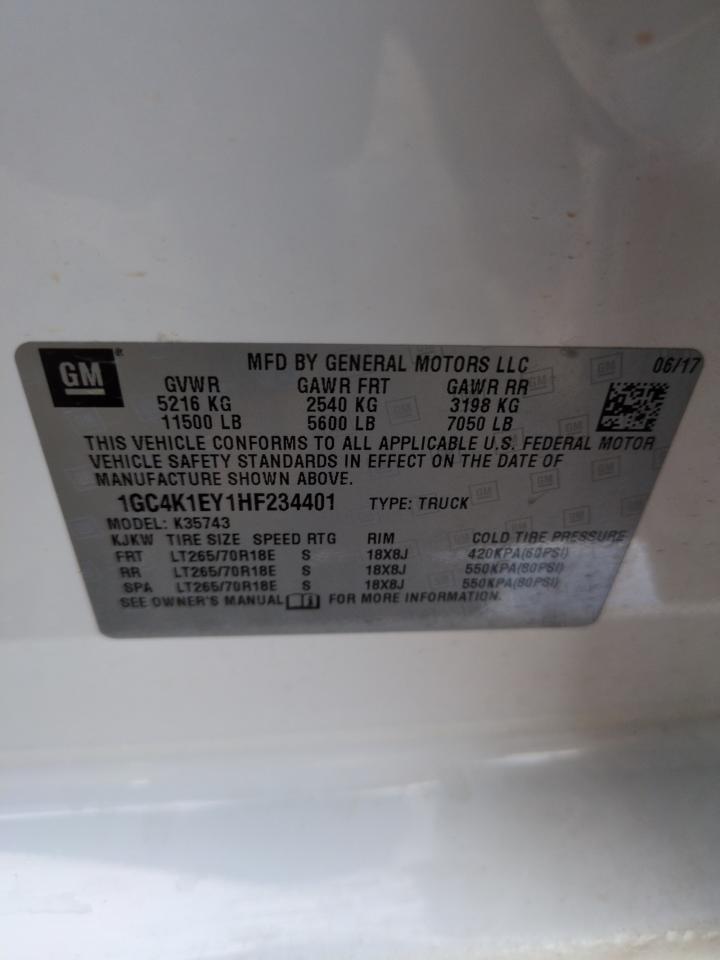 GM
MFD BY GENERAL MOTORS LLC 06/17
GVWR GAWR FRT GAWR RR
5216 KG 2540 KG 3198 KG
11500 LB 5600 LB 7050 LB
THIS VEHICLE CONFORMS TO ALL APPLICABLE U.S. FEDERAL MOTOR
VEHICLE SAFETY STANDARDS IN EFFECT ON THE DATE OF
MANUFACTURE SHOWN ABOVE.
1GC4K1EY1HF234401 TYPE: TRUCK
MODEL: K35743
KJKW TIRE SIZE SPEED RTG RIM COLD TIRE PRESSURE
FRT LT265/70R18E S 18X8J 420KPA(60PSI)
RR LT265/70R18E S 18X8J 550KPA(80PSI)
SPA LT265/70R18E S 18X8J 550KPA(80PSI)
SEE OWNER'S MANUAL FOR MORE INFORMATION.